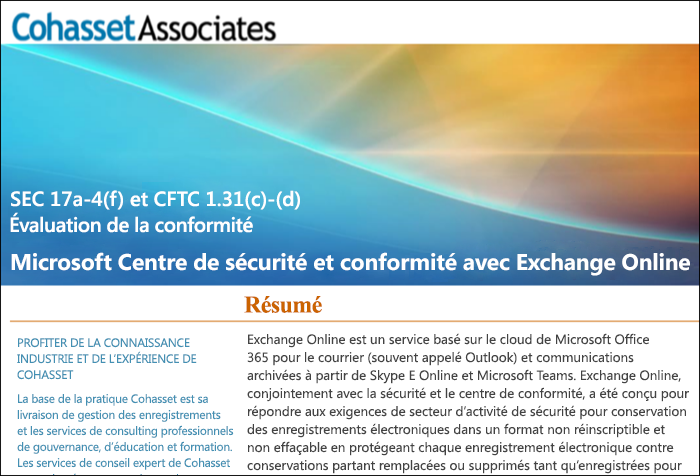 CohassetAssociates
SEC 17a-4(f) et CFTC 1.31(c)-(d)
Évaluation de la conformité
Microsoft Centre de sécurité et conformité avec Exchange Online
Résumé
PROFITER DE LA CONNAISSANCE
INDUSTRIE ET DE L'EXPÉRIENCE DE
COHASSET
La base de la pratique Cohasset est sa
livraison de gestion des enregistrements
et les services de consulting professionnels
de gouvernance, d'éducation et formation.
Les services de conseil expert de Cohasset
Exchange Online est un service basé sur le cloud de Microsoft Office
365 pour le courrier (souvent appelé Outlook) et communications
archivées à partir de Skype E Online et Microsoft Teams. Exchange Online,
conjointement avec la sécurité et le centre de conformité, a été conçu pour
répondre aux exigences de secteur d'activité de sécurité pour conservation
des enregistrements électroniques dans un format non réinscriptible et
non effaçable en protégeant chaque enregistrement électronique contre
conservations partant remplacées ou supprimés tant qu'enregistrées pour